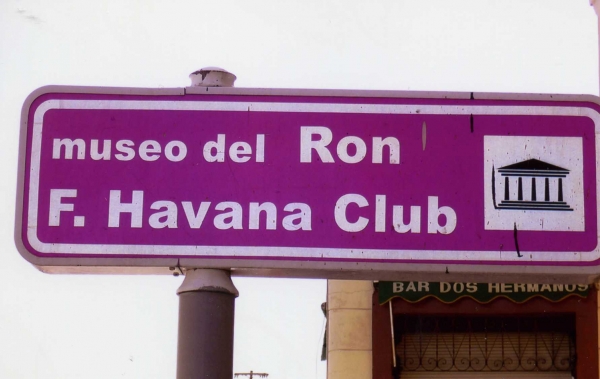 museo del Ron
F. Havana Club
BAR DOS HERMANOS